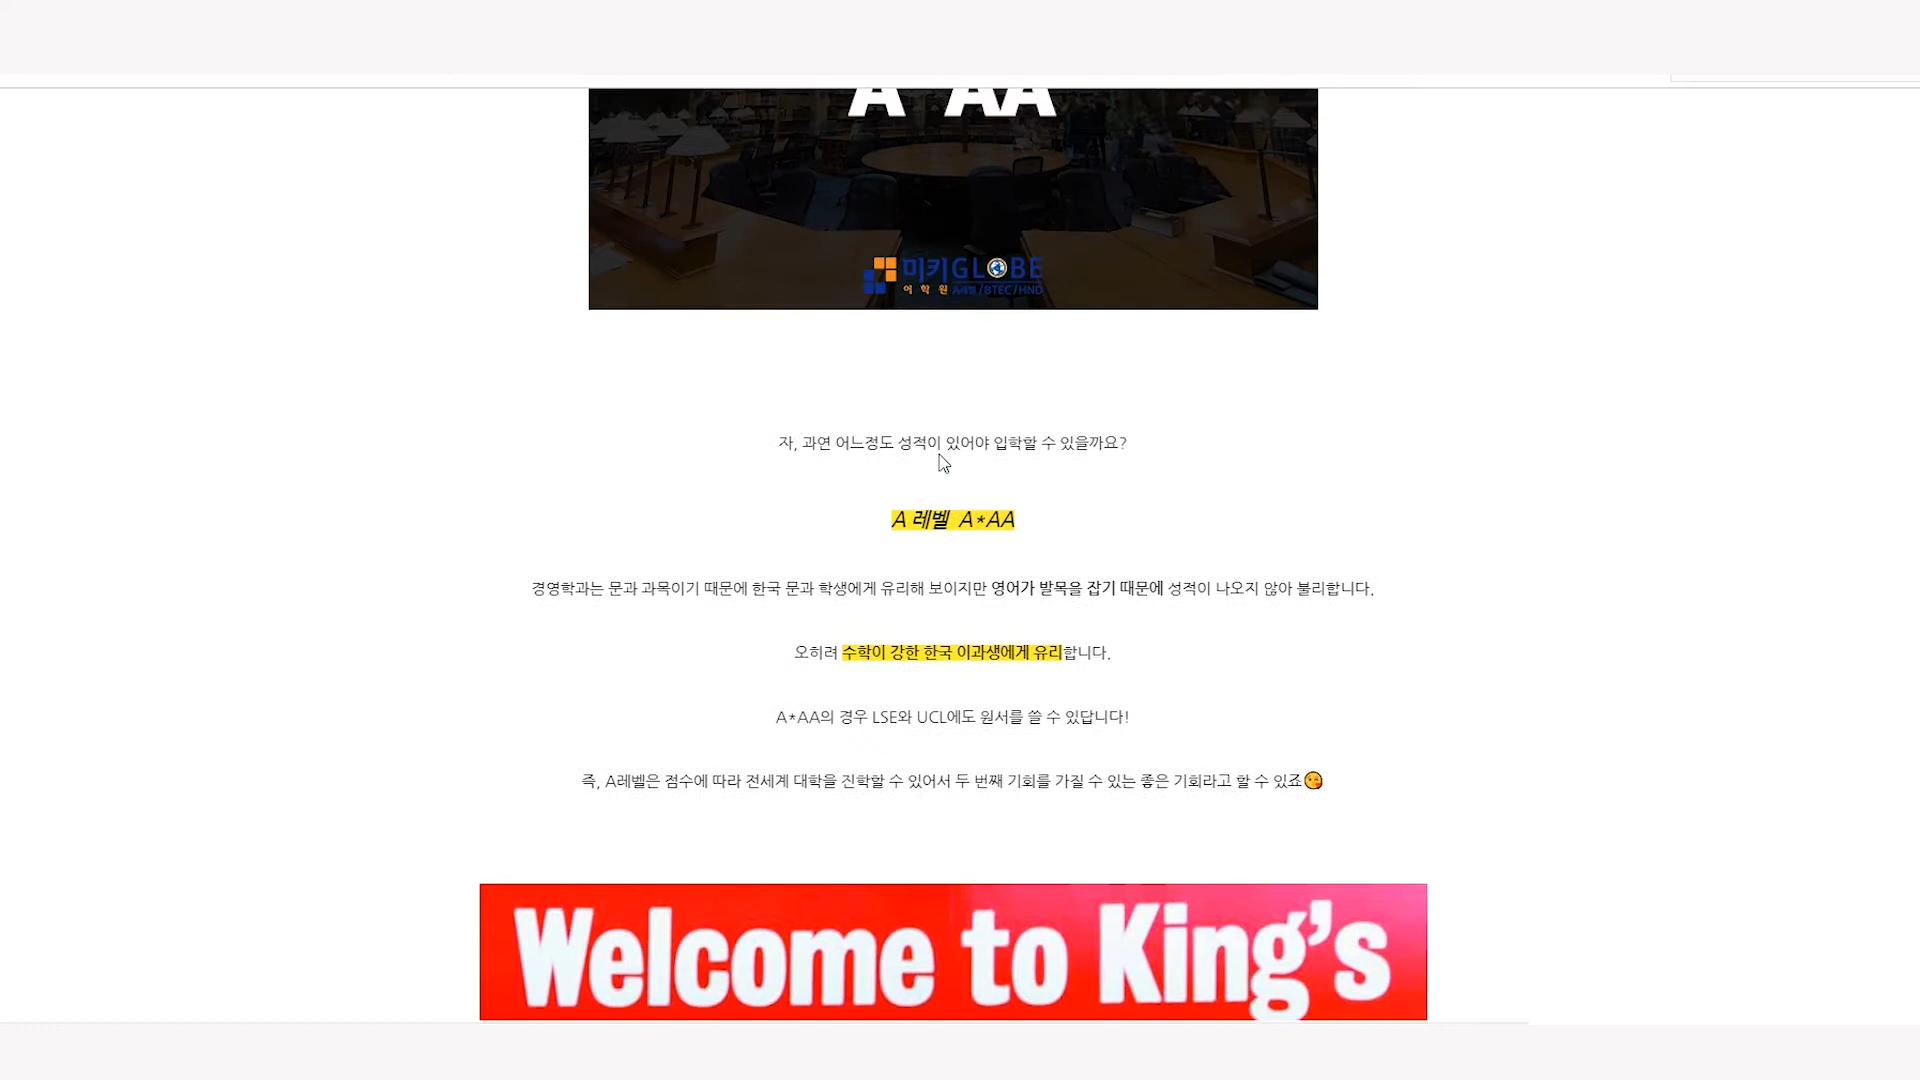 A*AA
미키GLOBE
어학원 A레벨/BTEC/HND
자, 과연 어느정도 성적이 있어야 입학할 수 있을까요?
A 레벨 A*AA
경영학과는 문과 과목이기 때문에 한국 문과 학생에게 유리해 보이지만 영어가 발목을 잡기 때문에 성적이 나오지 않아 불리합니다.
오히려 수학이 강한 한국 이과생에게 유리합니다.
A*AA의 경우 LSE와 UCL에도 원서를 쓸 수 있답니다!
즉, A레벨은 점수에 따라 전세계 대학을 진학할 수 있어서 두 번째 기회를 가질 수 있는 좋은 기회라고 할 수 있죠😋
Welcome to King's